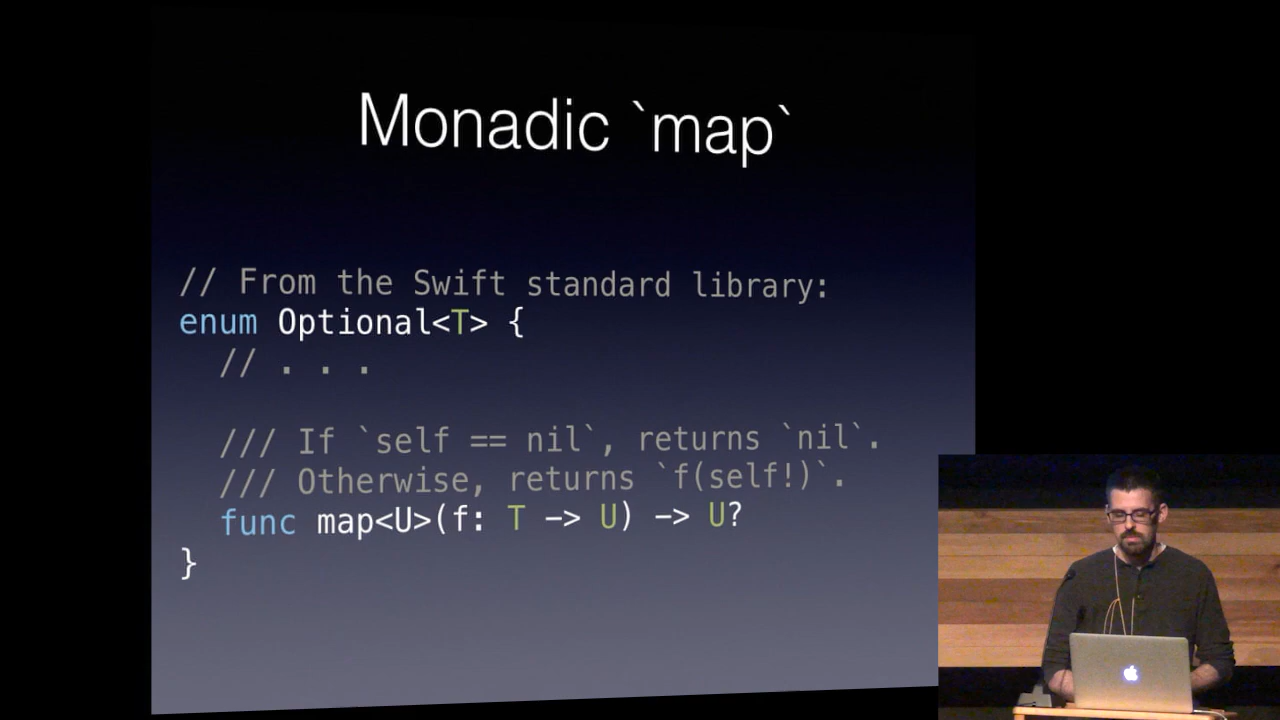 Monadic `map`
// From the Swift standard library:
enum Optional<T> {
// . . .
/// If `self == nil`, returns `nil`.
/// Otherwise, returns `f(self!)`.
func map<U>(f: T -> U) -> U?
}